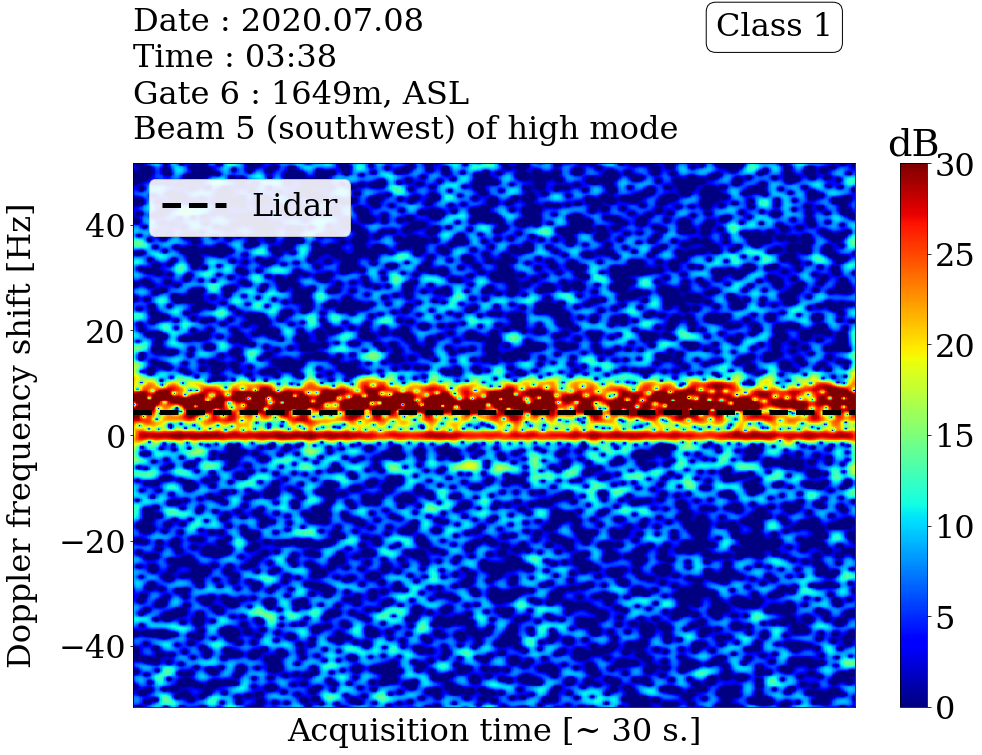 Date : 2020.07.08
Time : 03:38
Gate 6 : 1649m, ASL
Beam 5 (southwest) of high mode
Class 1
dB
Lidar
Doppler frequency shift [Hz]
40
20
0
−20
−40
Acquisition time [~ 30 s.]
30
25
20
15
10
5
0